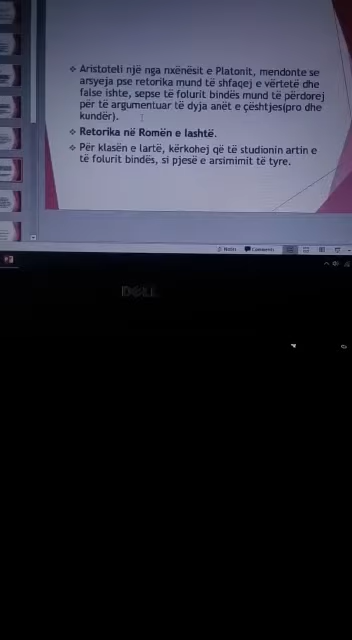 Aristoteli një nga nxënësit e Platonit, mendonte se
arsyeja pse retorika mund të shfaqej e vërtetë dhe
false ishte, sepse të folurit bindës mund të përdorej
për të argumentuar të dyja anët e çështjes(pro dhe
kundër).
Retorika në Romën e lashtë.
Për klasën e lartë, kërkohej që të studionin artin e
të folurit bindës, si pjesë e arsimimit të tyre.
Notes Comments
DELL